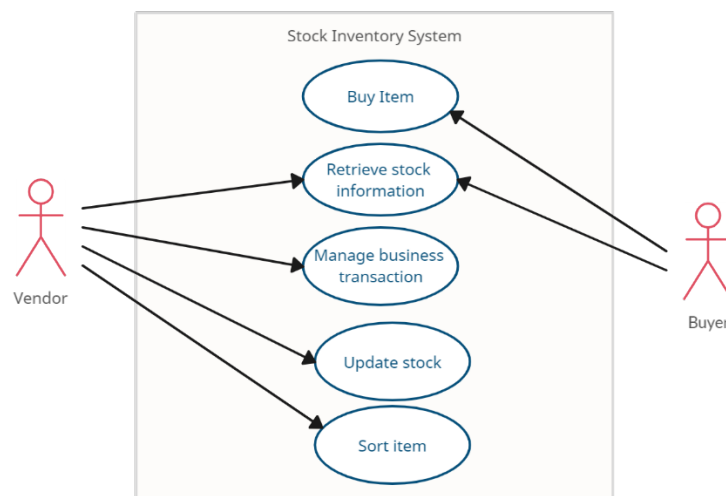 Stock Inventory System
Buy Item
Retrieve stock
information
Manage business
transaction
Vendor
Buyer
Update stock
Sort item